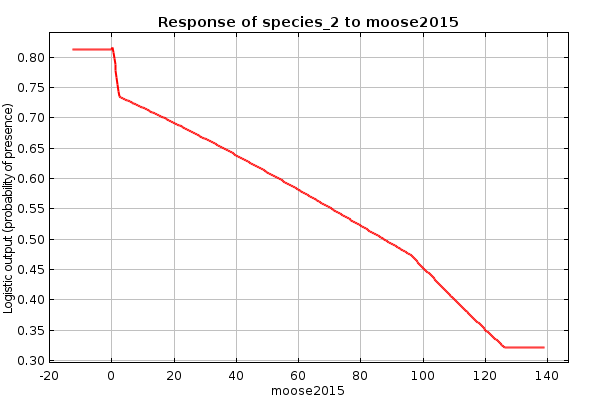 Response of species_2 to moose2015
Logistic output (probability of presence)
0.80
0.75
0.70
0.65
0.60
0.55
0.50
0.45
0.40
0.35
0.30
-20 0 20 40 60 80 100 120 140
moose2015